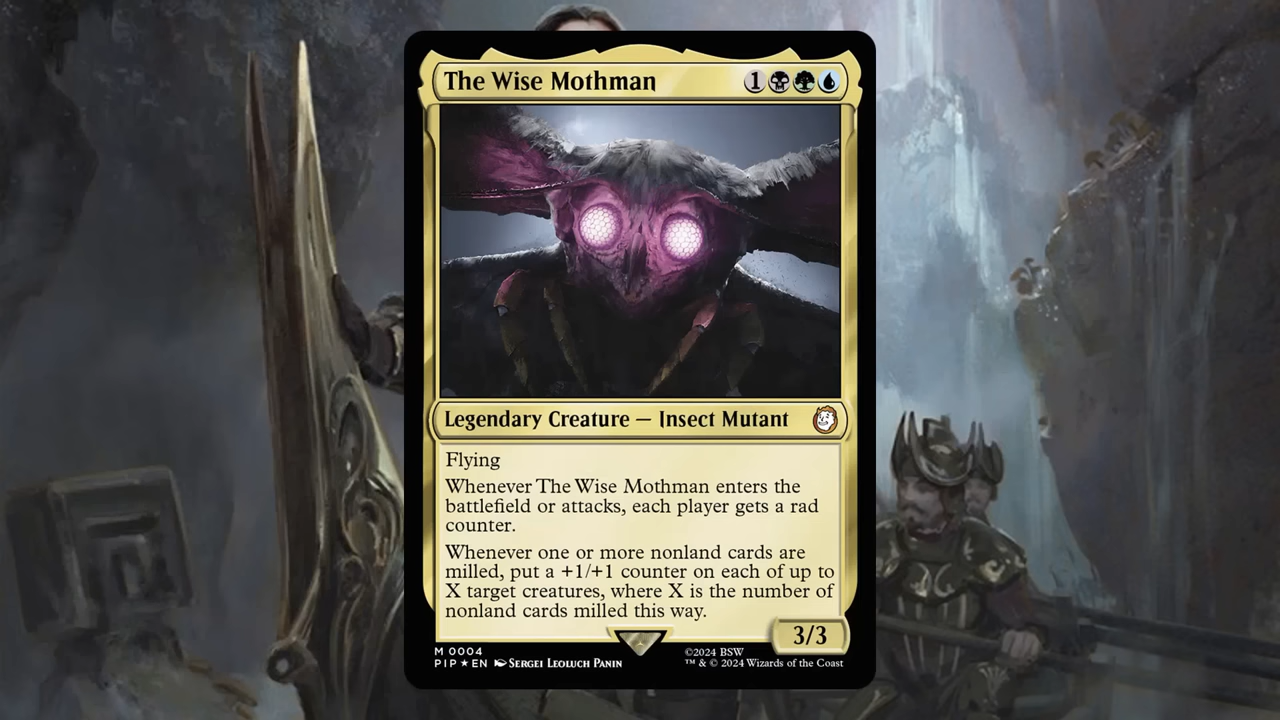 The Wise Mothman 1
Legendary Creature — Insect Mutant
Flying
Whenever The Wise Mothman enters the
battlefield or attacks, each player gets a rad
counter.
Whenever one or more nonland cards are
milled, put a +1/+1 counter on each of up to
X target creatures, where X is the number of
nonland cards milled this way.
3/3
M 0004
PIP ★ EN Sergei Leoluch Panin
©2024 BSW
™ & © 2024 Wizards of the Coast